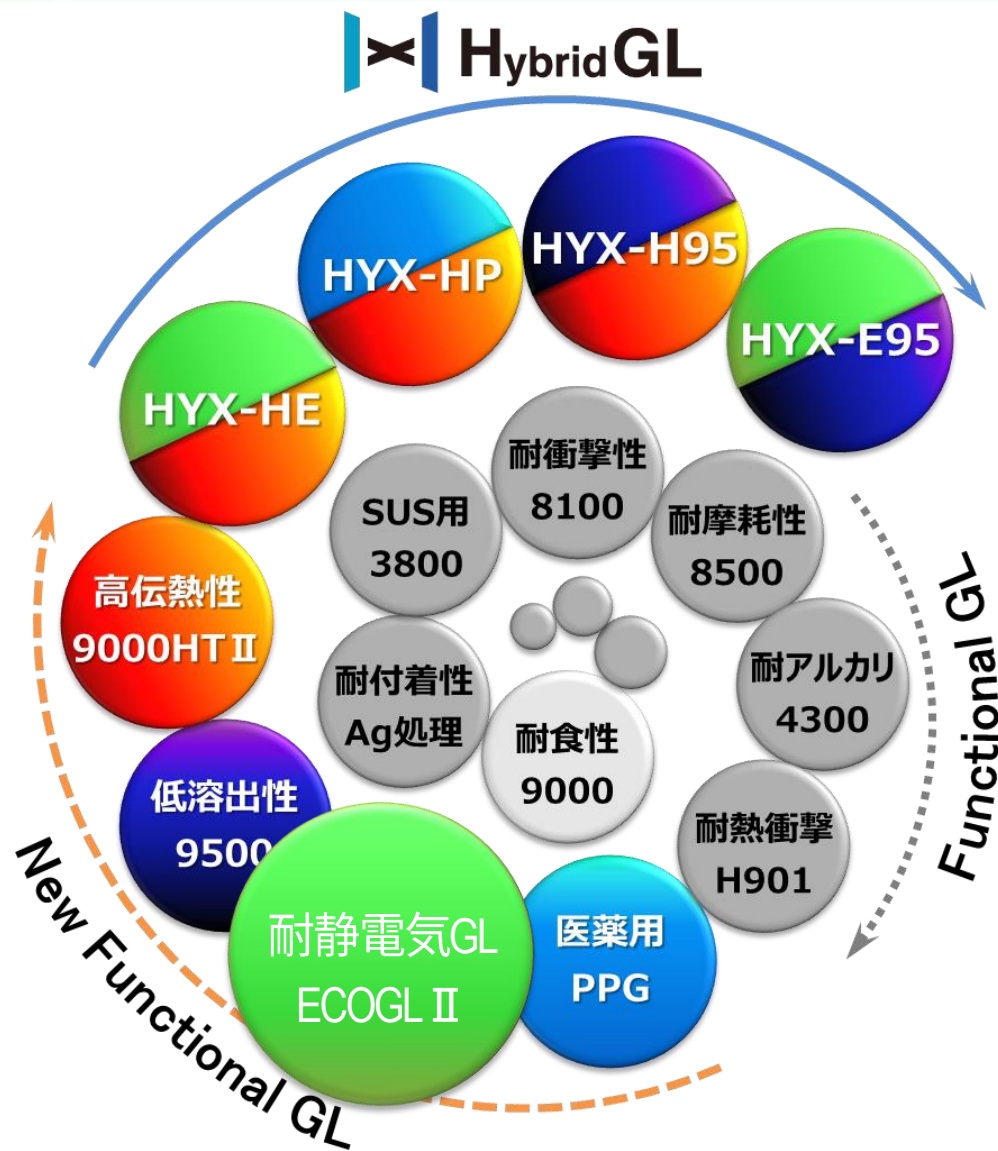 HybridGL
HYX-HE
HYX-HP
HYX-H95
HYX-E95
SUS用
3800
耐衝撃性
8100
耐摩耗性
8500
耐アルカリ
4300
耐熱衝撃
H901
耐付着性
Ag処理
耐食性
9000
Functional GL
高伝熱性
9000HTⅡ
低溶出性
9500
耐静電気GL
ECOGLⅡ
医薬用
PPG
New Functional GL